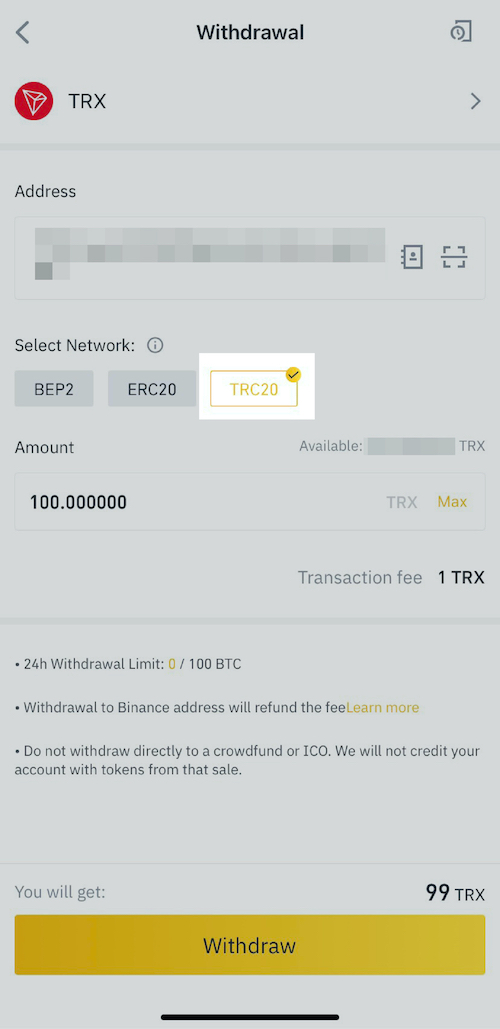 Withdrawal
TRX
Address
Select Network:
BEP2 ERC20 TRC20
Amount Available: TRX
100.000000 TRX Max
Transaction fee 1 TRX
• 24h Withdrawal Limit: 0 / 100 BTC
• Withdrawal to Binance address will refund the feeLearn more
• Do not withdraw directly to a crowdfund or ICO. We will not credit your
account with tokens from that sale.
You will get: 99 TRX
Withdraw